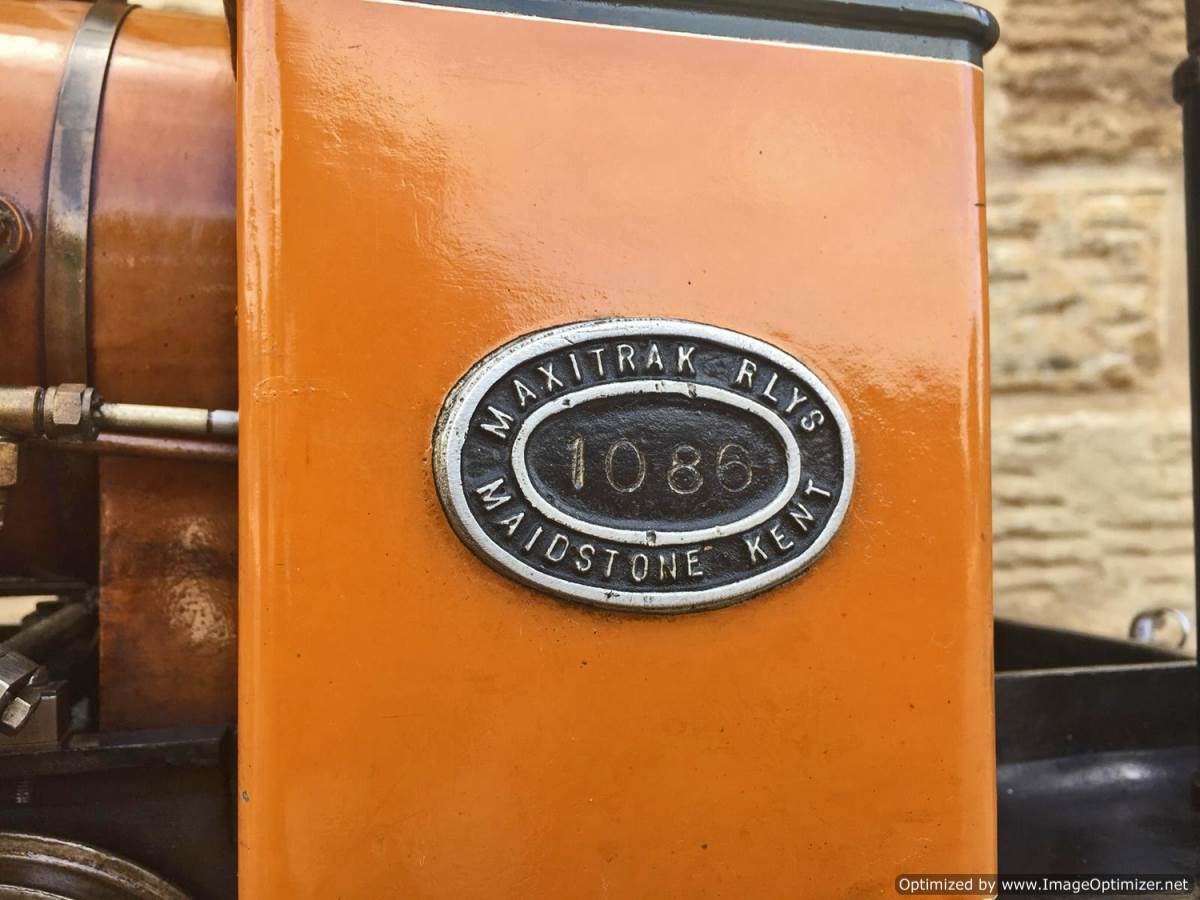 MAXITRAK RLYS
1086
MAIDSTONE KENT
Optimized by www.ImageOptimizer.net